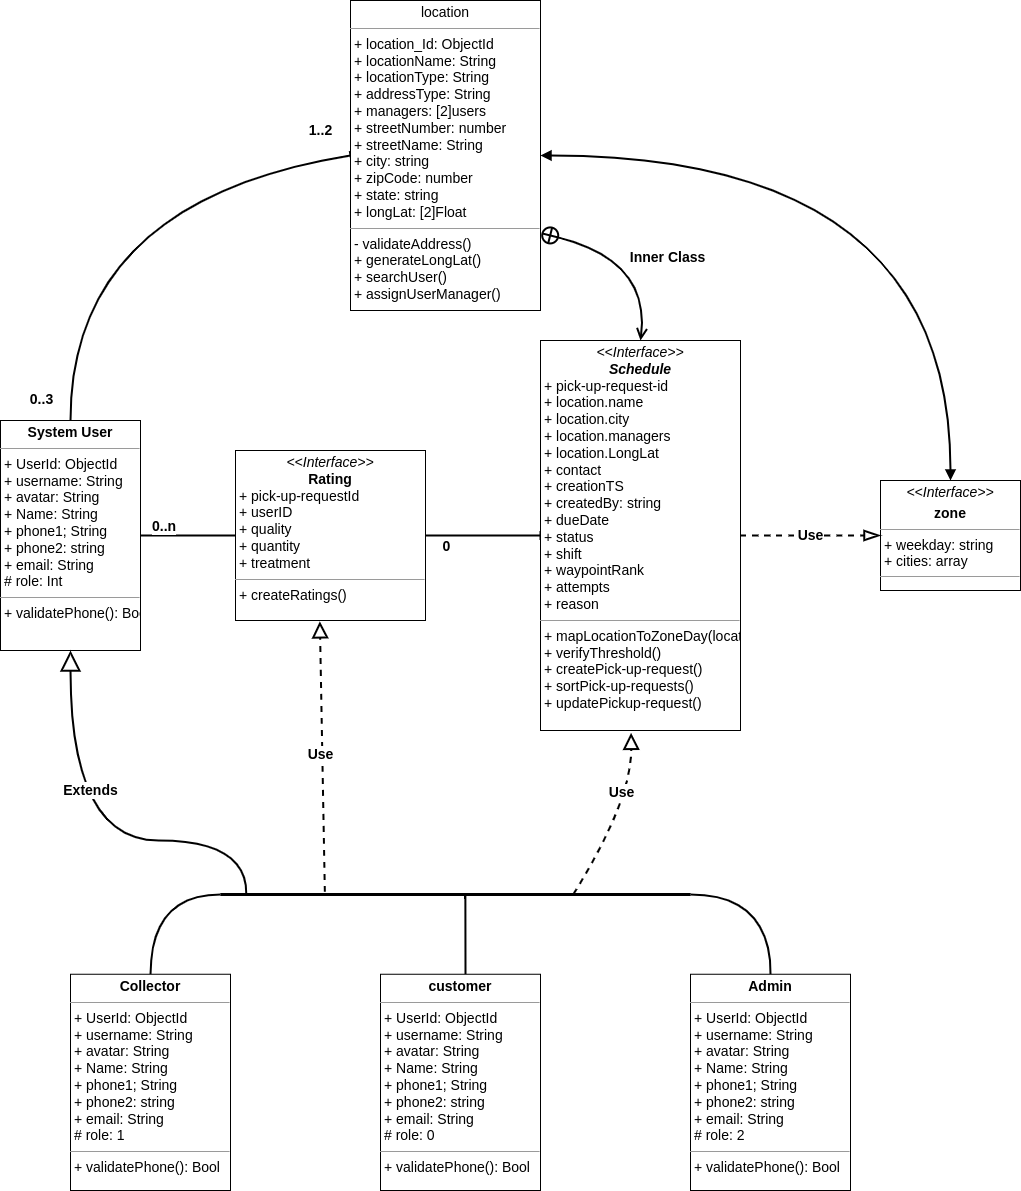 location
+ location_Id: ObjectId
+ locationName: String
+ locationType: String
+ addressType: String
+ managers: [2]users
+ streetNumber: number
+ streetName: String
+ city: string
+ zipCode: number
+ state: string
+ longLat: [2]Float
- validateAddress()
+ generateLongLat()
+ searchUser()
+ assignUserManager()
1..2
Inner Class
0..3
System User
+ UserId: ObjectId
+ username: String
+ avatar: String
+ Name: String
+ phone1; String
+ phone2: string
+ email: String
# role: Int
+ validatePhone(): Boo
0..n
<<Interface>>
Rating
+ pick-up-requestId
+ userID
+ quality
+ quantity
+ treatment
+ createRatings()
0
<<Interface>>
Schedule
+ pick-up-request-id
+ location.name
+ location.city
+ location.managers
+ location.LongLat
+ contact
+ creationTS
+ createdBy: string
+ dueDate
+ status
+ shift
+ waypointRank
+ attempts
+ reason
+ mapLocationToZoneDay(locat
+ verifyThreshold()
+ createPick-up-request()
+ sortPick-up-requests()
+ updatePickup-request()
Use
<<Interface>>
zone
+ weekday: string
+ cities: array
Extends
Use
Use
Collector
+ UserId: ObjectId
+ username: String
+ avatar: String
+ Name: String
+ phone1; String
+ phone2: string
+ email: String
# role: 1
+ validatePhone(): Bool
customer
+ UserId: ObjectId
+ username: String
+ avatar: String
+ Name: String
+ phone1; String
+ phone2: string
+ email: String
# role: 0
+ validatePhone(): Bool
Admin
+ UserId: ObjectId
+ username: String
+ avatar: String
+ Name: String
+ phone1; String
+ phone2: string
+ email: String
# role: 2
+ validatePhone(): Bool